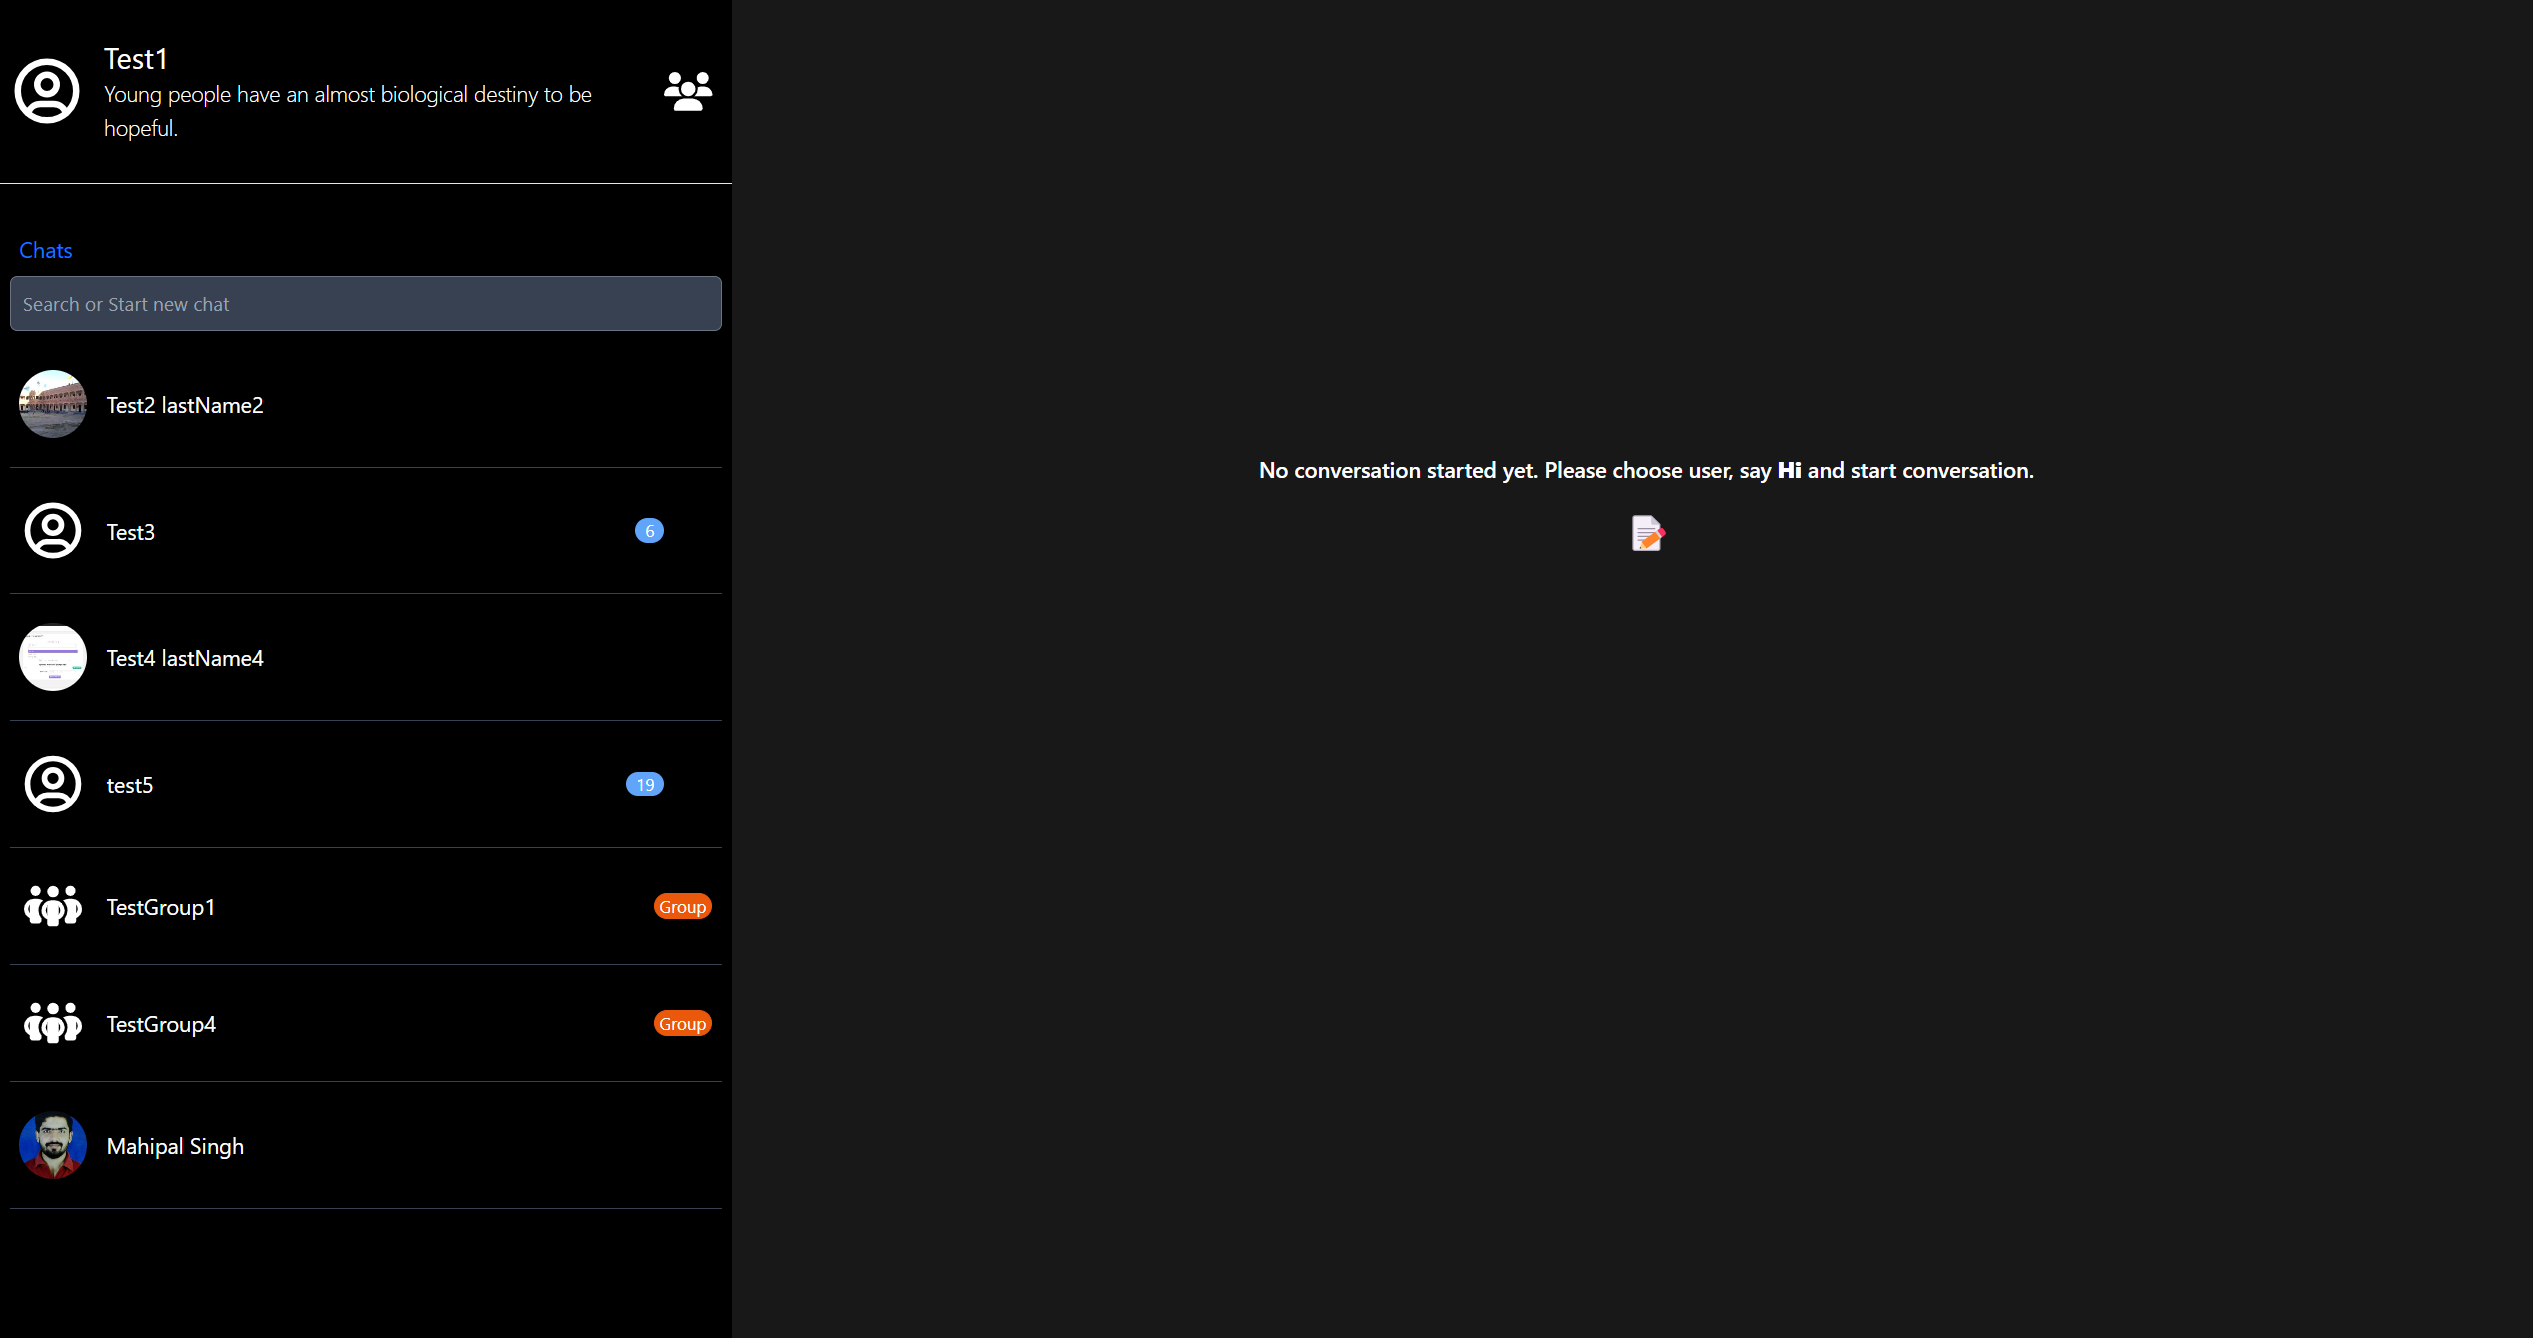 Test1
Young people have an almost biological destiny to be
hopeful.
Chats
Search or Start new chat
Test2 lastName2
Test3
6
Test4 lastName4
test5
19
TestGroup1
Group
TestGroup4
Group
Mahipal Singh
No conversation started yet. Please choose user, say Hi and start conversation.